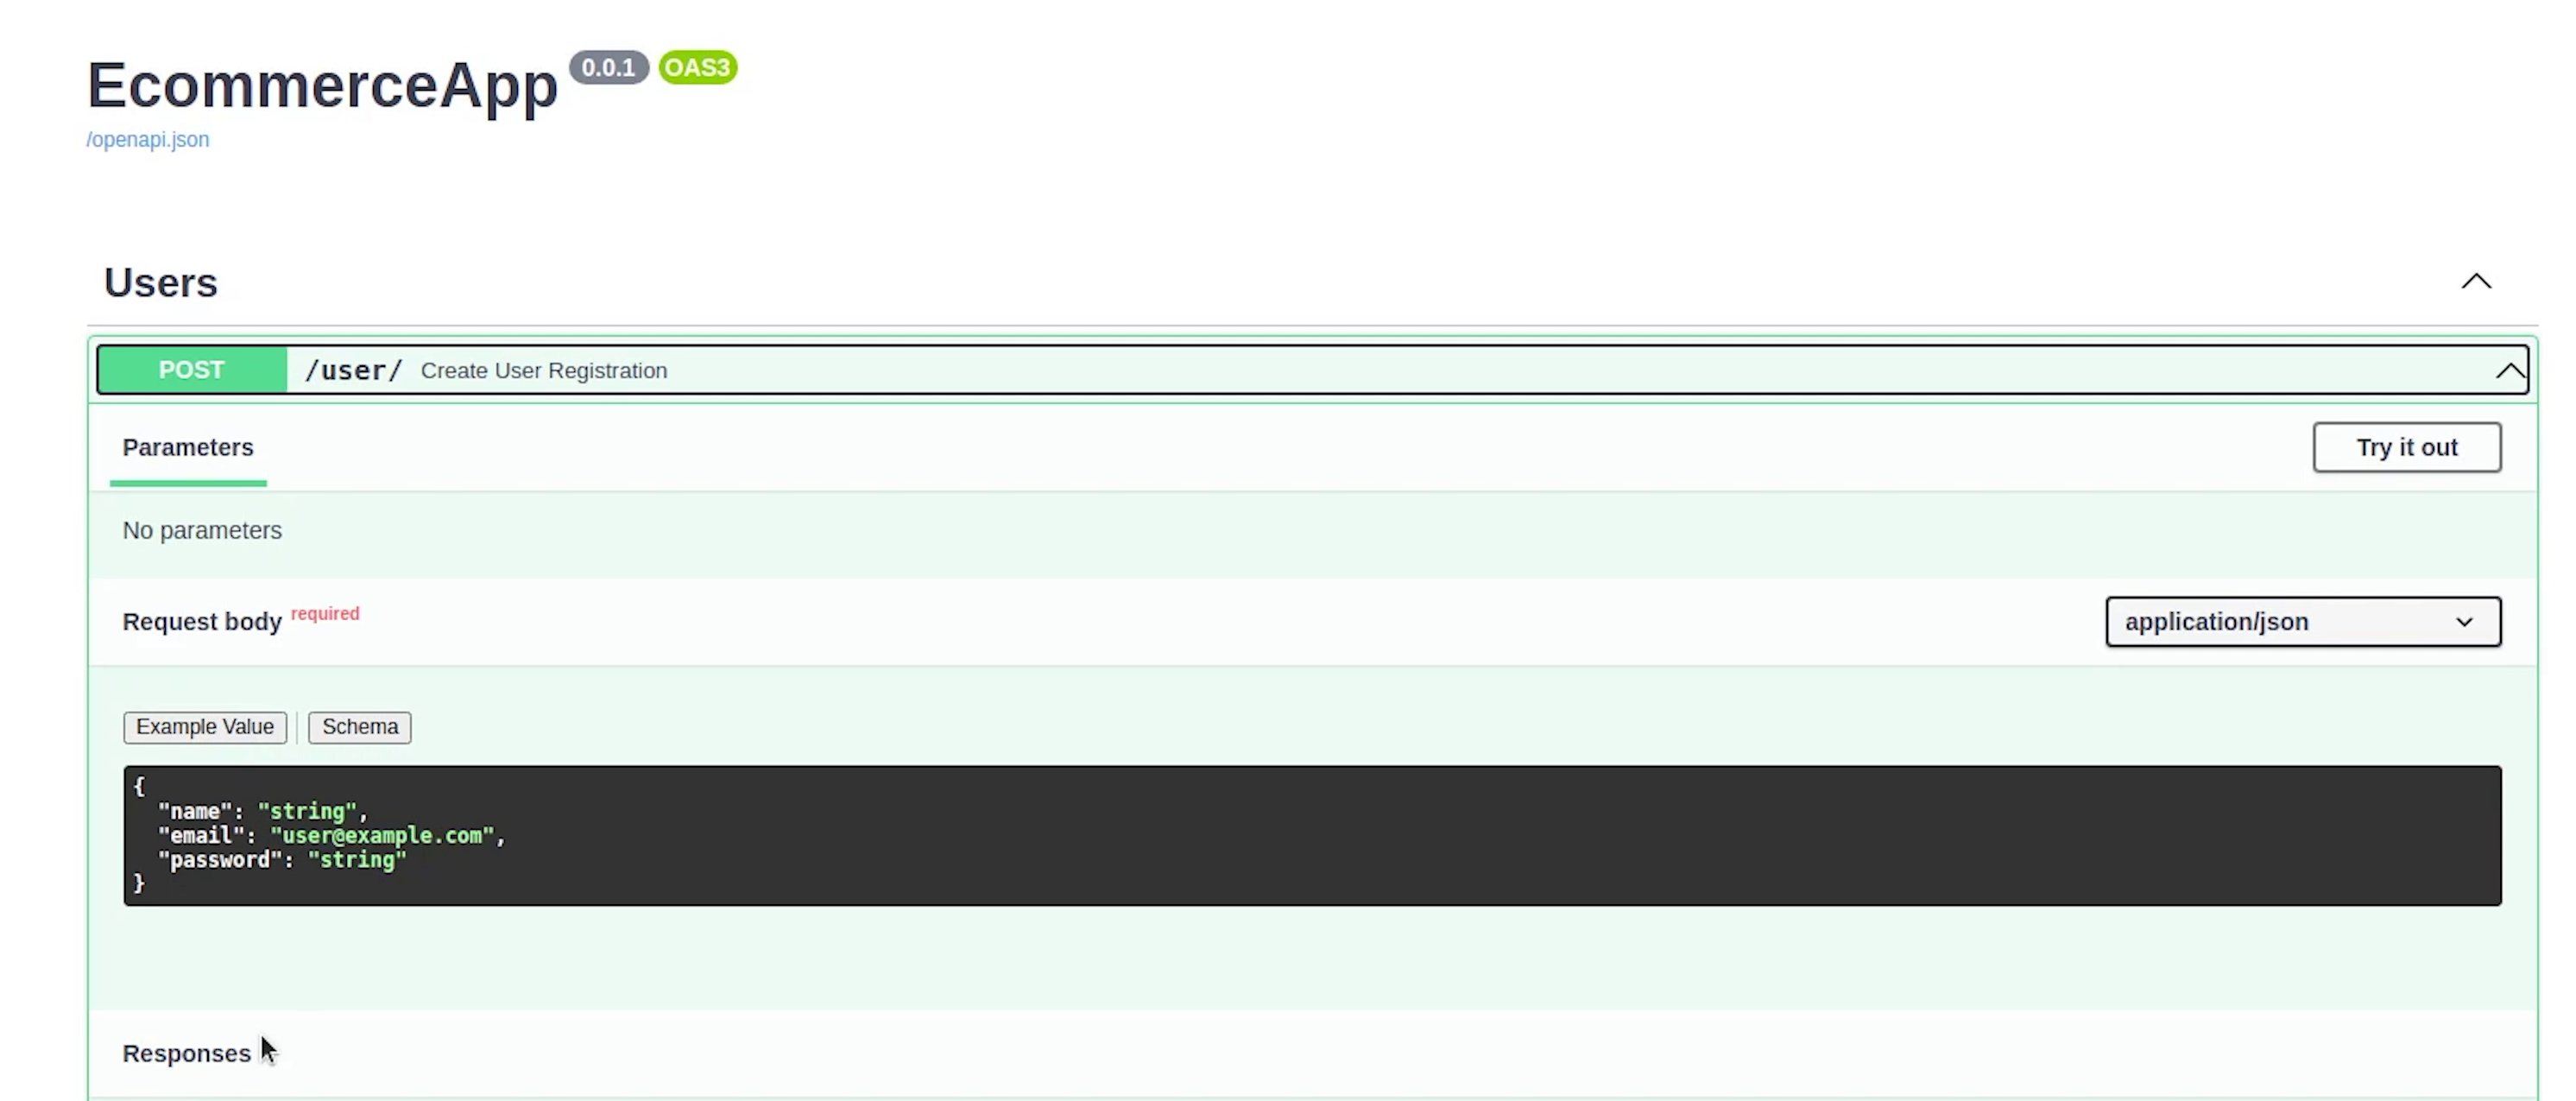 EcommerceApp 0.0.1 OAS3
/openapi.json
Users
POST /user/ Create User Registration
Parameters
Try it out
No parameters
Request body required
application/json
Example Value
Schema
{
  "name": "string",
  "email": "user@example.com",
  "password": "string"
}
Responses